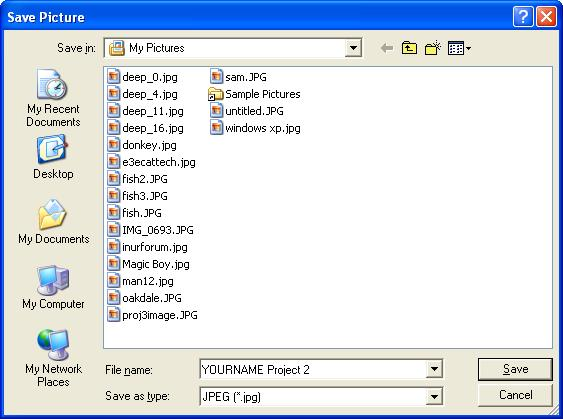 Save Picture
Save in: My Pictures
My Recent
Documents
Desktop
My Documents
My Computer
My Network
Places
deep_0.jpg
deep_4.jpg
deep_11.jpg
deep_16.jpg
donkey.jpg
e3ecattech.jpg
fish2.JPG
fish3.JPG
fish.JPG
IMG_0693.jpg
inurforum.jpg
Magic Boy.jpg
man12.jpg
oakdale.JPG
proj3image.JPG
sam.JPG
Sample Pictures
untitled.JPG
windows xp.jpg
File name: YOURNAME Project 2
Save
Save as type: JPEG (*.jpg)
Cancel